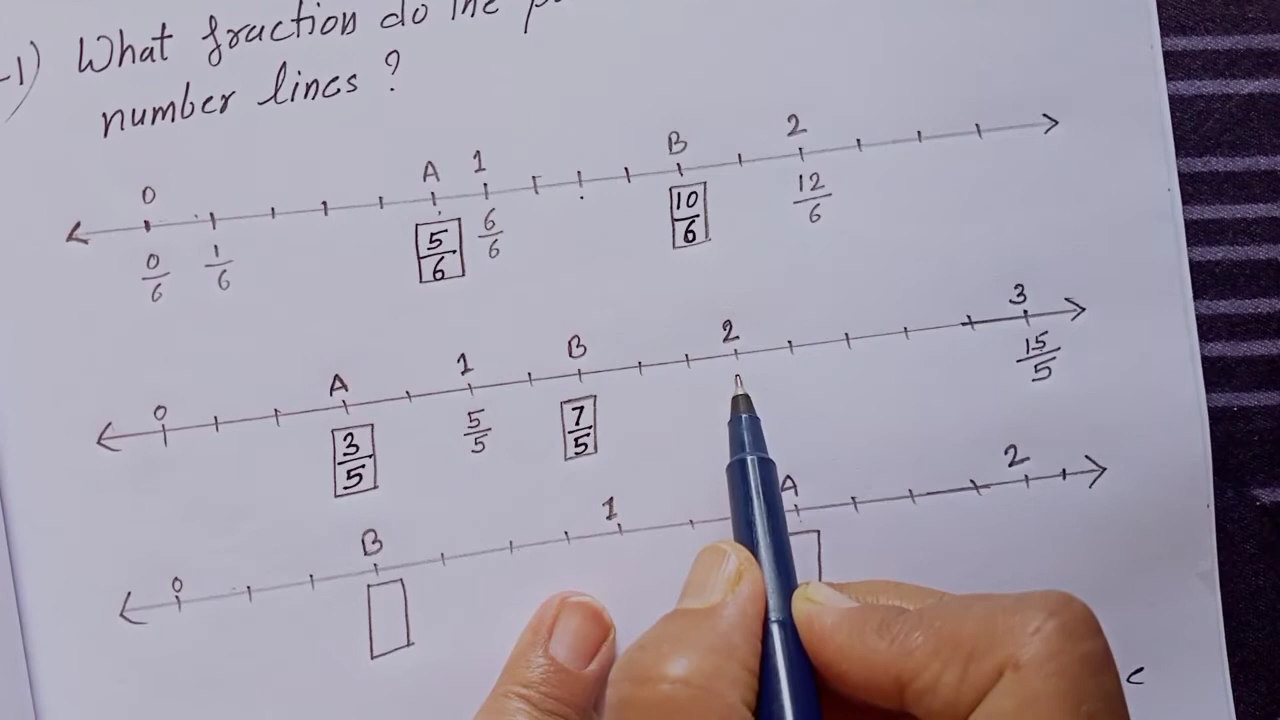 -1) What fraction do the
number lines ?
0 A 1 B 2
0/6 1/6 5/6 6/6 10/6 12/6
0 A 1 B 2 3
3/5 5/5 7/5 15/5
0 B 1 A 2